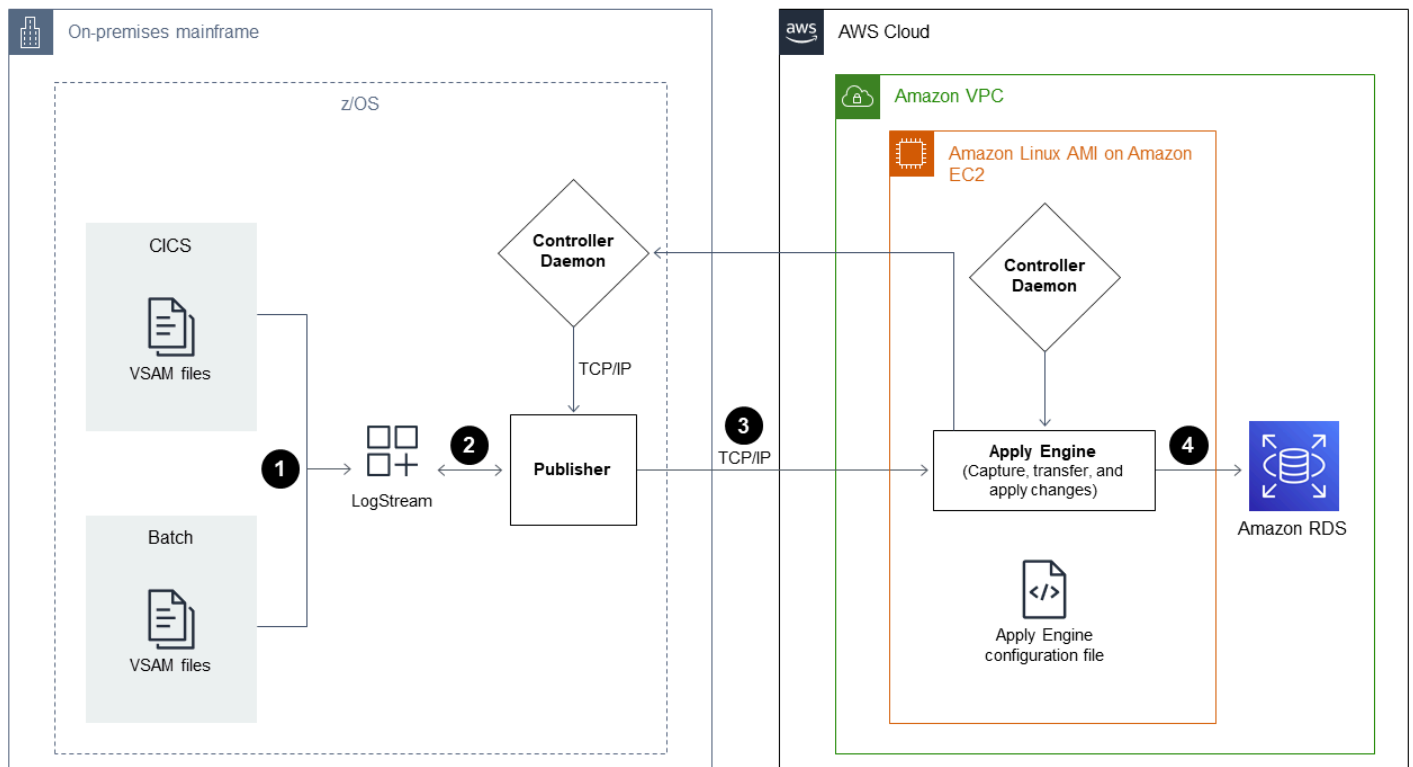 On-premises mainframe
z/OS
CICS
VSAM files
Batch
VSAM files
1
LogStream
2
Controller
Daemon
TCP/IP
Publisher
3
TCP/IP
aws
AWS Cloud
Amazon VPC
Amazon Linux AMI on Amazon
EC2
Controller
Daemon
Apply Engine
(Capture, transfer, and
apply changes)
4
Amazon RDS
</>
Apply Engine
configuration file